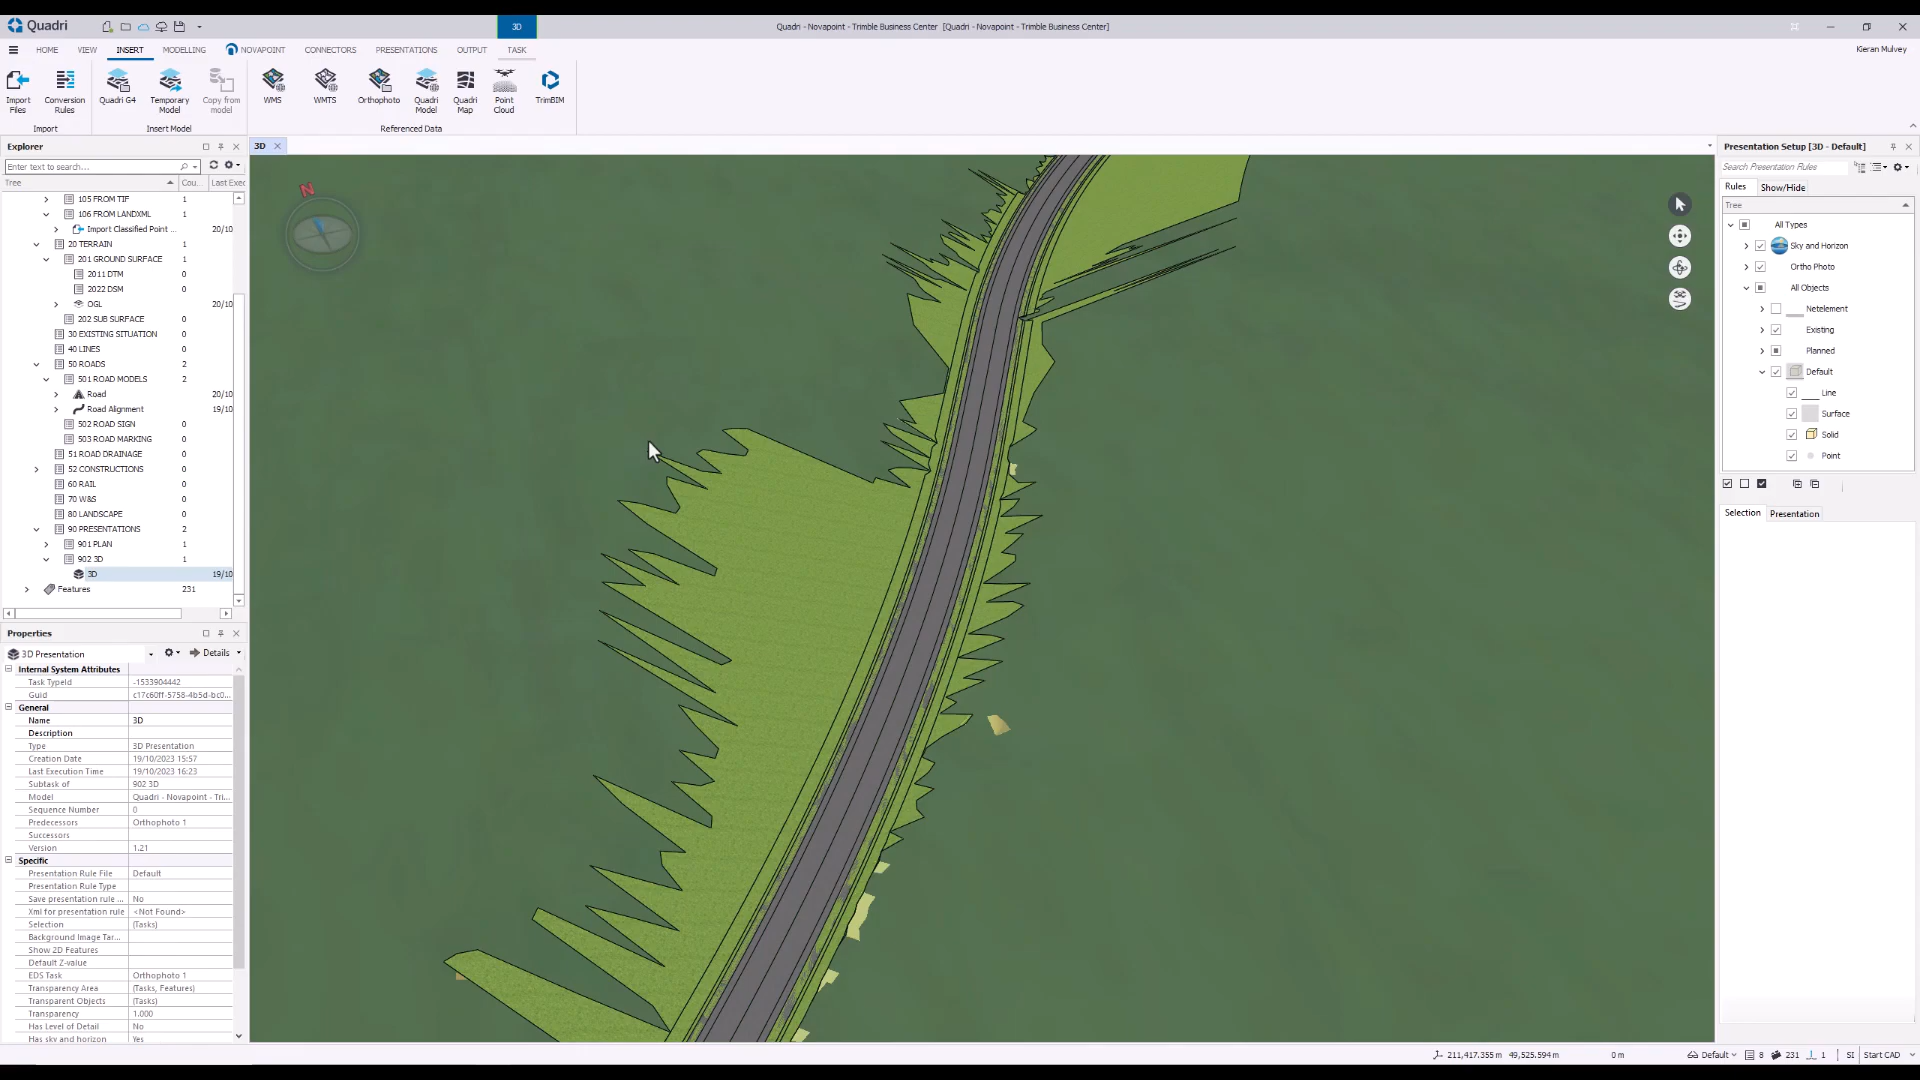 Quadri
3D
Quadri - Novapoint - Trimble Business Center [Quadri - Novapoint - Trimble Business Center]
HOME VIEW INSERT MODELLING NOVAPOINT CONNECTORS PRESENTATIONS OUTPUT TASK
Kieran Mulvey
Import Files
Conversion Rules
Quadri G4
Temporary Model
Copy from model
WMS
WMTS
Orthophoto
Quadri Model
Quadri Map
Point Cloud
TrimBIM
Import
Insert Model
Referenced Data
Explorer
Enter text to search...
Tree Cou... Last Exec
105 FROM TIF 1
106 FROM LANDXML 1
Import Classified Point ... 20/10
20 TERRAIN 1
201 GROUND SURFACE 1
2011 DTM 0
2022 DSM 0
OGL 20/10
202 SUB SURFACE 0
30 EXISTING SITUATION 0
40 LINES 0
50 ROADS 2
501 ROAD MODELS 2
Road 20/10
Road Alignment 19/10
502 ROAD SIGN 0
503 ROAD MARKING 0
51 ROAD DRAINAGE 0
52 CONSTRUCTIONS 0
60 RAIL 0
70 W&S 0
80 LANDSCAPE 0
90 PRESENTATIONS 2
901 PLAN 1
902 3D 1
3D 19/10
Features 231
Properties
3D Presentation
Details
Internal System Attributes
Task TypeId -1533904442
Guid c17c60ff-5758-4b5d-bc0...
General
Name 3D
Description
Type 3D Presentation
Creation Date 19/10/2023 15:57
Last Execution Time 19/10/2023 16:23
Subtask of 902 3D
Model Quadri - Novapoint - Tri...
Sequence Number 0
Predecessors Orthophoto 1
Successors
Version 1.21
Specific
Presentation Rule File Default
Presentation Rule Type
Save presentation rule ... No
Xml for presentation rule <Not Found>
Selection (Tasks)
Background Image Tar...
Show 2D Features
Default Z-value
EDS Task Orthophoto 1
Transparency Area (Tasks, Features)
Transparent Objects (Tasks)
Transparency 1.000
Has Level of Detail No
Has sky and horizon Yes
3D
N
Presentation Setup [3D - Default]
Search Presentation Rules
Rules Show/Hide
Tree
All Types
Sky and Horizon
Ortho Photo
All Objects
Netelement
Existing
Planned
Default
Line
Surface
Solid
Point
Selection Presentation
211,417.355 m 49,525.594 m 0 m Default 8 231 1 SI Start CAD